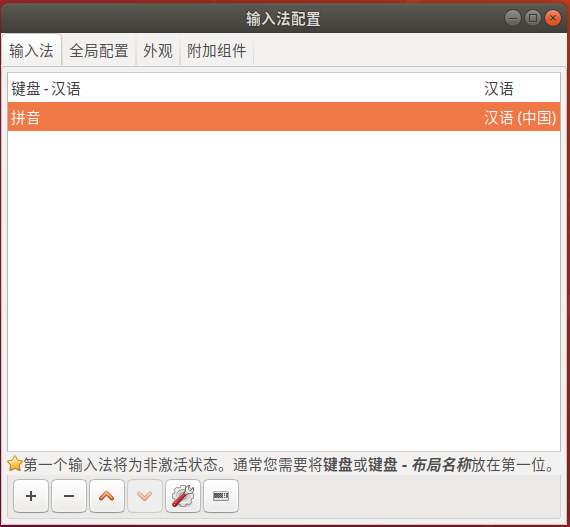 输入法配置
输入法 全局配置 外观 附加组件
键盘 - 汉语 汉语
拼音 汉语 (中国)
第一个输入法将为非激活状态。通常您需要将键盘或键盘 - 布局名称放在第一位。